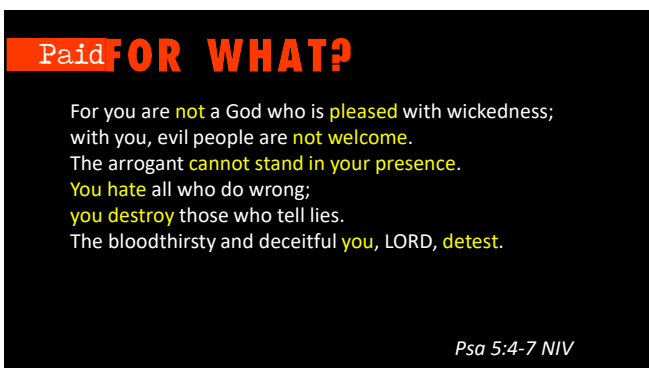 Paid FOR WHAT?
For you are not a God who is pleased with wickedness;
with you, evil people are not welcome.
The arrogant cannot stand in your presence.
You hate all who do wrong;
you destroy those who tell lies.
The bloodthirsty and deceitful you, LORD, detest.
Psa 5:4-7 NIV